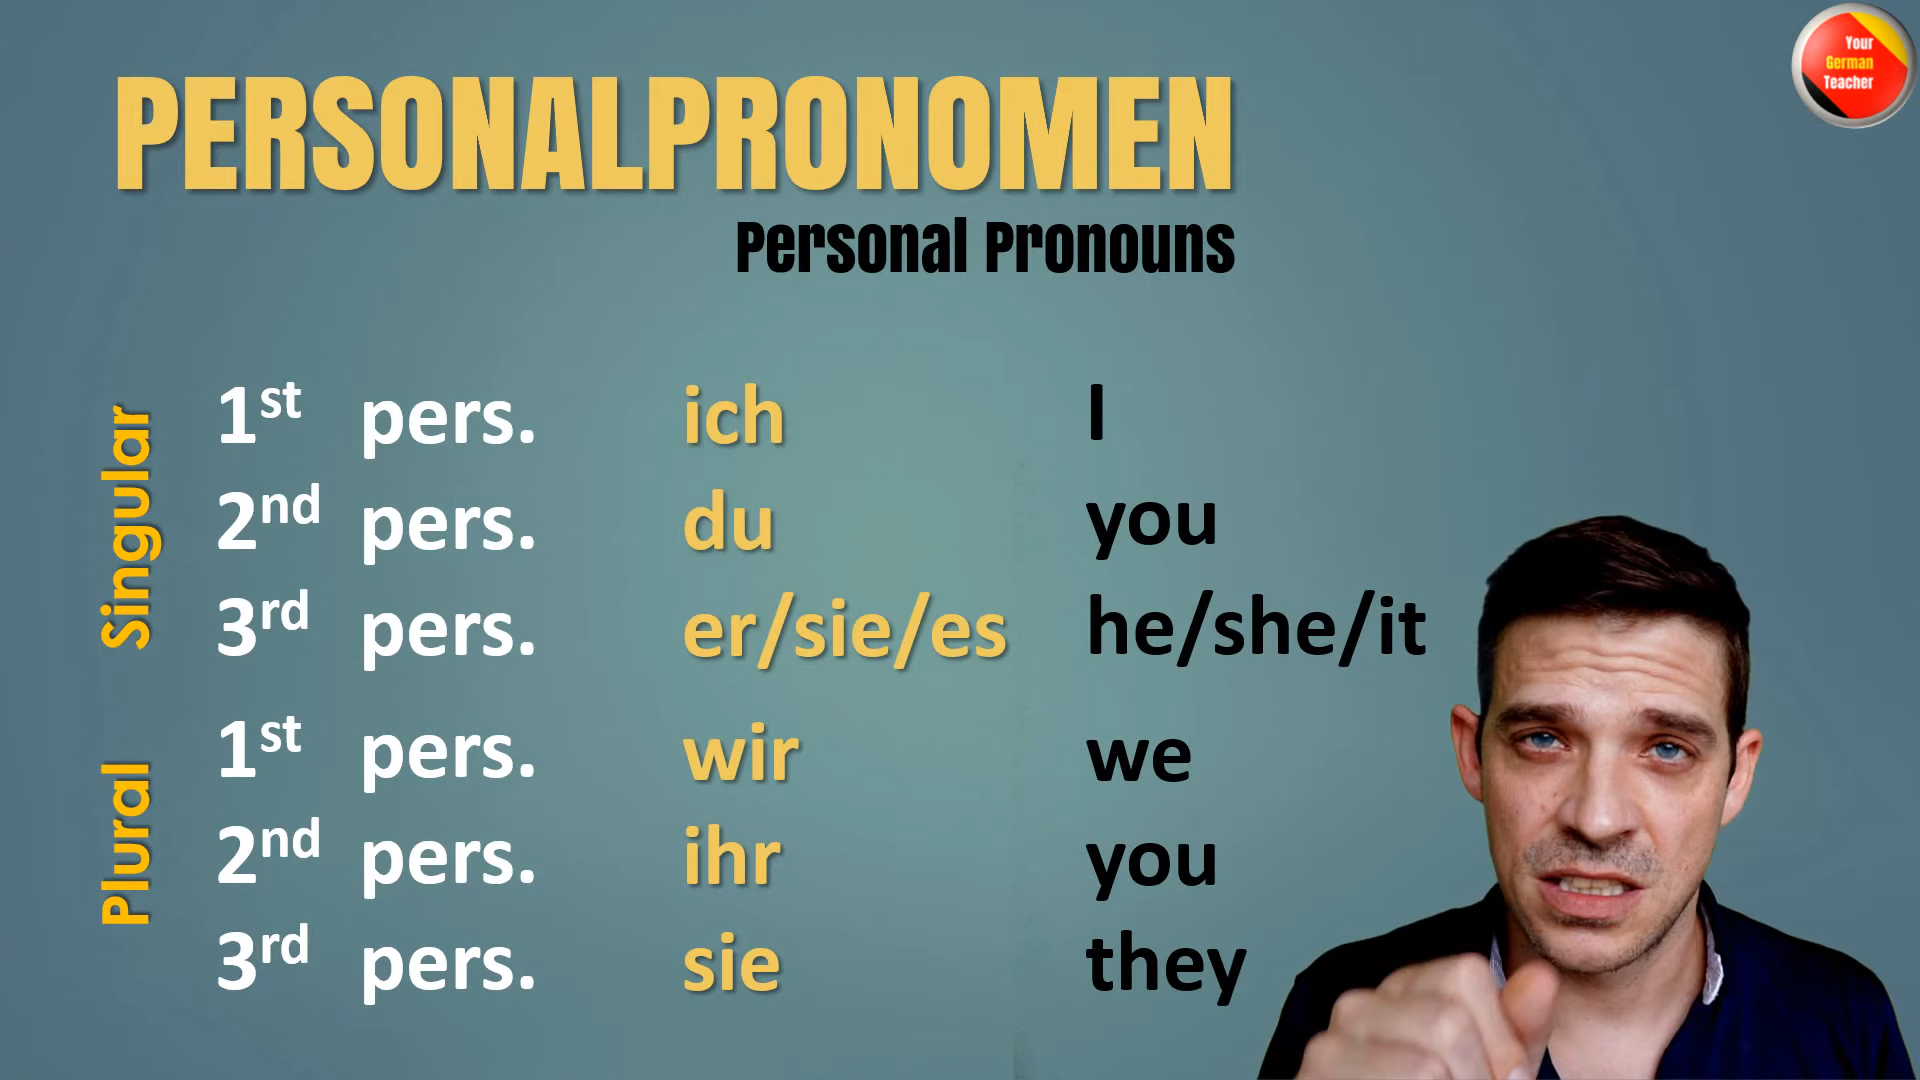 PERSONALPRONOMEN
Personal Pronouns
Your
German
Teacher
Singular
1st pers. ich I
2nd pers. du you
3rd pers. er/sie/es he/she/it
Plural
1st pers. wir we
2nd pers. ihr you
3rd pers. sie they